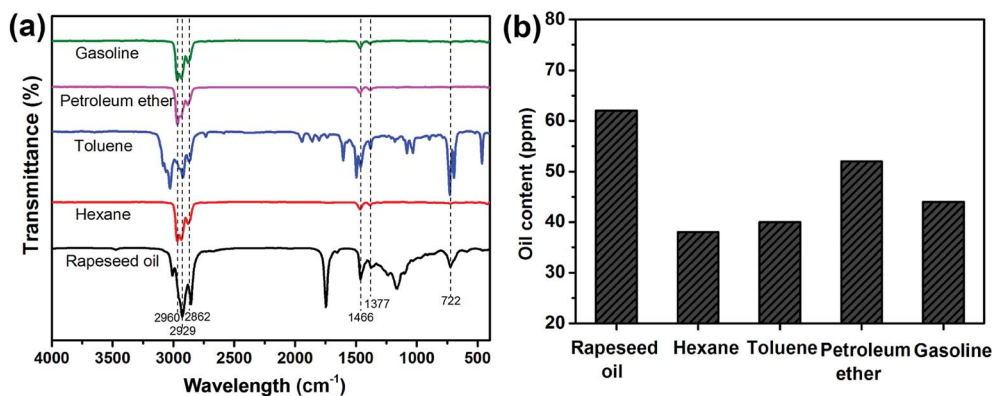 (a)
Gasoline
Petroleum ether
Toluene
Hexane
Rapeseed oil
2960
2862
2929
1466
1377
722
Transmittance (%)
4000 3500 3000 2500 2000 1500 1000 500
Wavelength (cm⁻¹)
(b)
80
70
60
50
40
30
20
Oil content (ppm)
Rapeseed oil
Hexane
Toluene
Petroleum ether
Gasoline